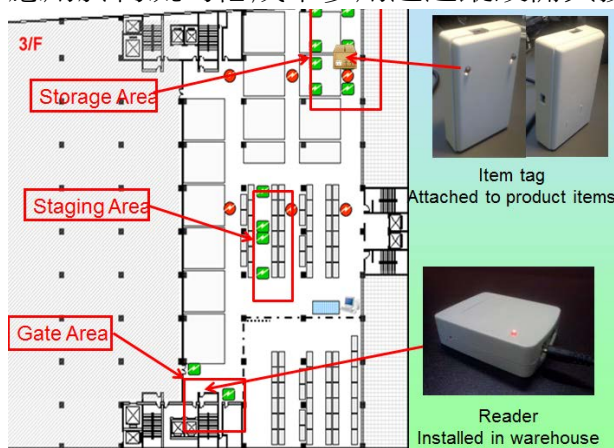 3/F
Storage Area
Staging Area
Gate Area
Item tag
Attached to product items
Reader
Installed in warehouse